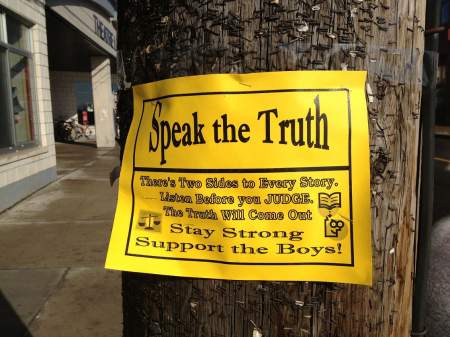 Speak the Truth
There's Two Sides to Every Story.
Listen Before you JUDGE.
The Truth Will Come Out
Stay Strong
Support the Boys!